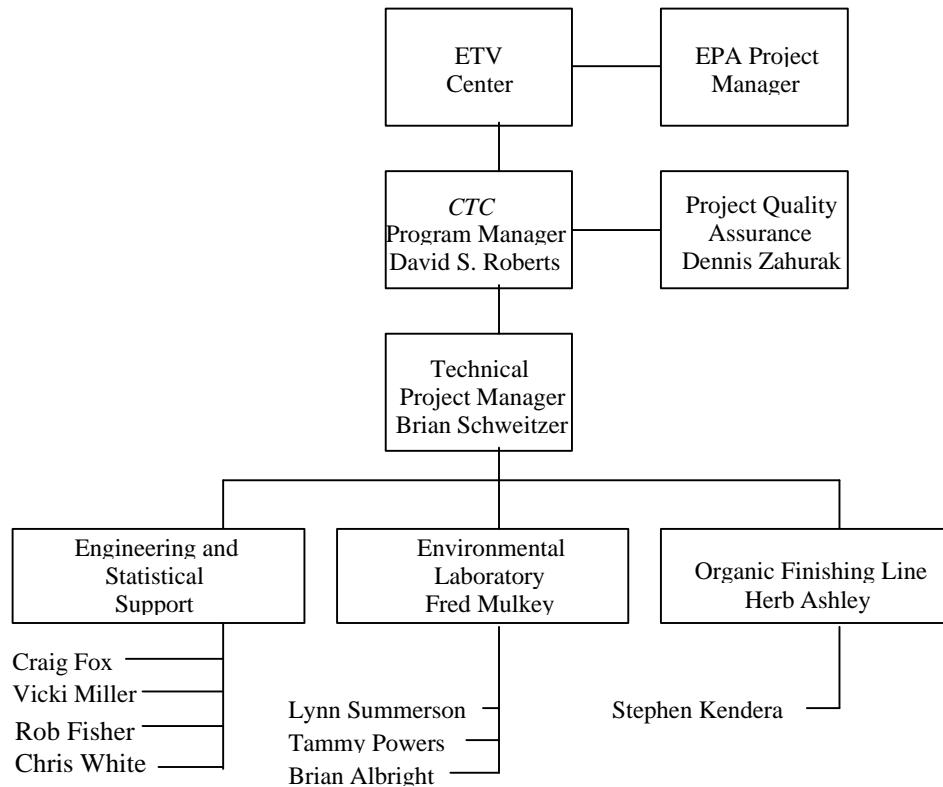 ETV
Center
EPA Project
Manager
CTC
Program Manager
David S. Roberts
Project Quality
Assurance
Dennis Zahurak
Technical
Project Manager
Brian Schweitzer
Engineering and
Statistical
Support
Environmental
Laboratory
Fred Mulkey
Organic Finishing Line
Herb Ashley
Craig Fox
Vicki Miller
Rob Fisher
Chris White
Lynn Summerson
Tammy Powers
Brian Albright
Stephen Kendera